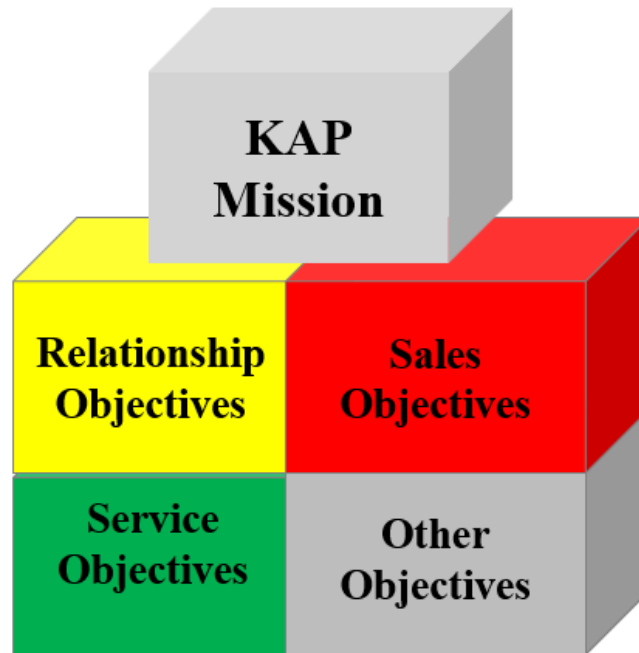 KAP
Mission
Relationship
Objectives
Sales
Objectives
Service
Objectives
Other
Objectives